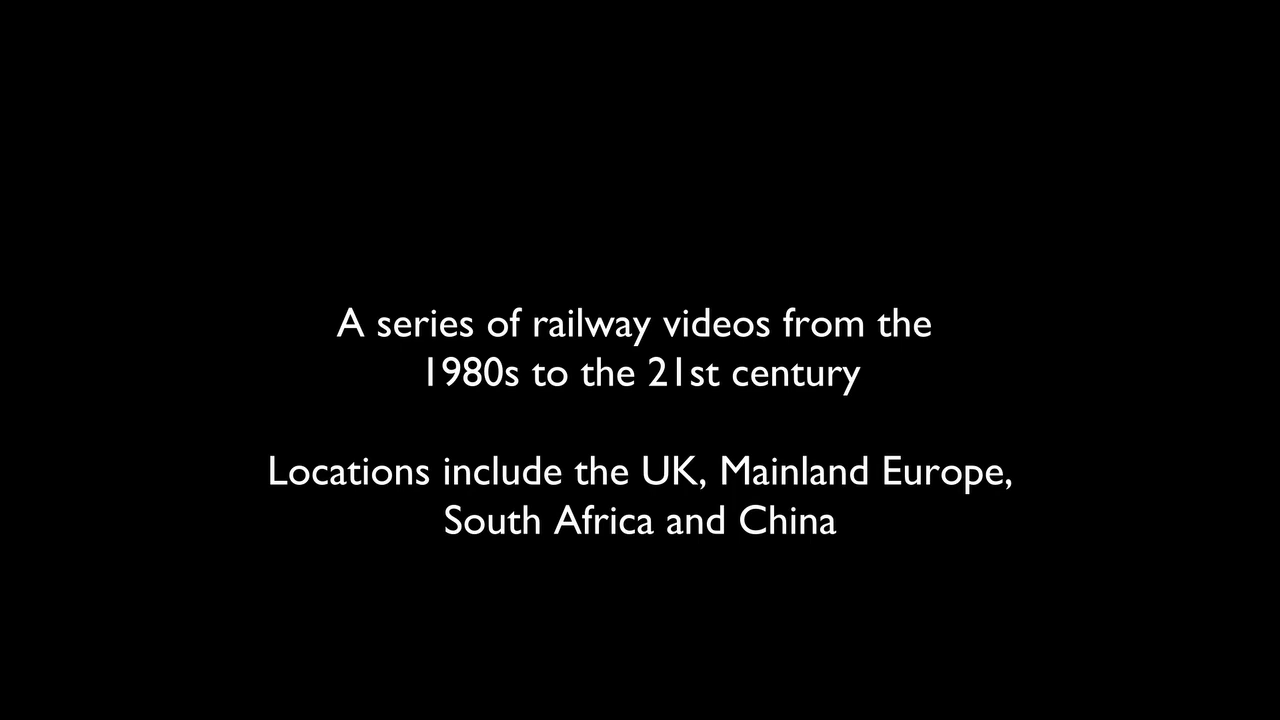 A series of railway videos from the
1980s to the 21st century
Locations include the UK, Mainland Europe,
South Africa and China